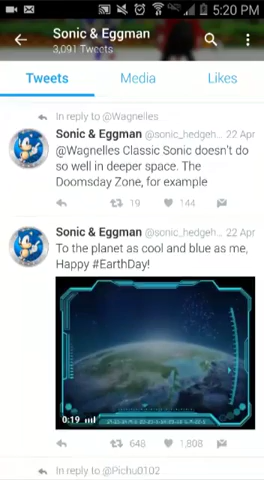 5:20 PM
Sonic & Eggman
3,091 Tweets
Tweets
Media
Likes
In reply to @Wagnelles
Sonic & Eggman @sonic_hedgeh... 22 Apr
@Wagnelles Classic Sonic doesn't do
so well in deeper space. The
Doomsday Zone, for example
19
144
Sonic & Eggman @sonic_hedgeh... 22 Apr
To the planet as cool and blue as me,
Happy #EarthDay!
0:19
648
1,808
In reply to @Pichu0102